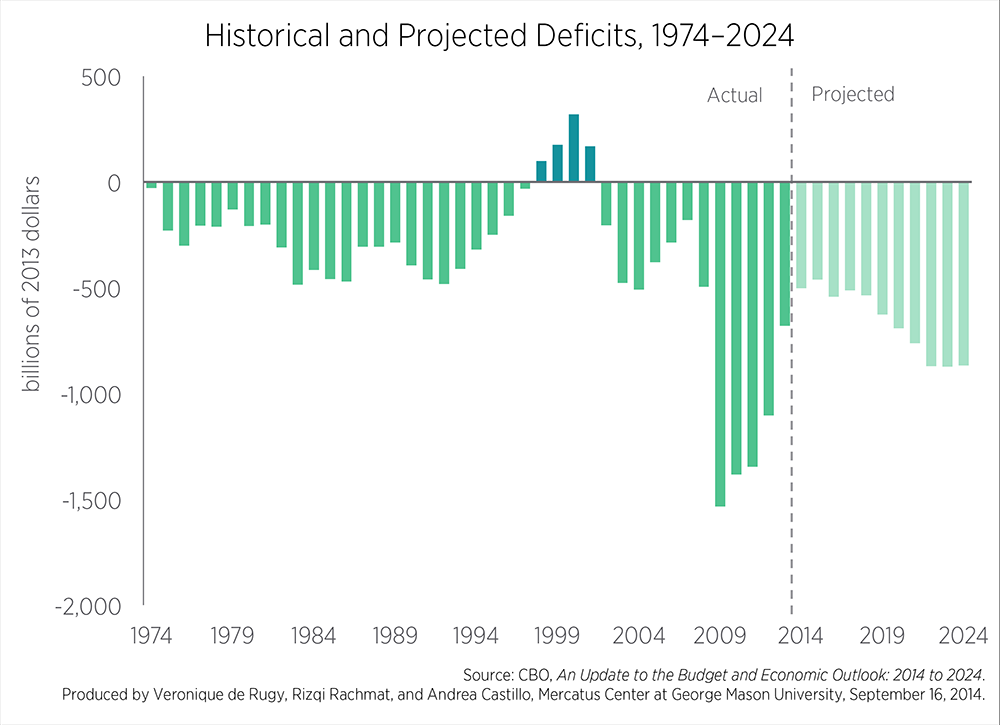 Historical and Projected Deficits, 1974–2024
500
Actual
Projected
0
billions of 2013 dollars
-500
-1,000
-1,500
-2,000
1974 1979 1984 1989 1994 1999 2004 2009 2014 2019 2024
Source: CBO, An Update to the Budget and Economic Outlook: 2014 to 2024.
Produced by Veronique de Rugy, Rizqi Rachmat, and Andrea Castillo, Mercatus Center at George Mason University, September 16, 2014.